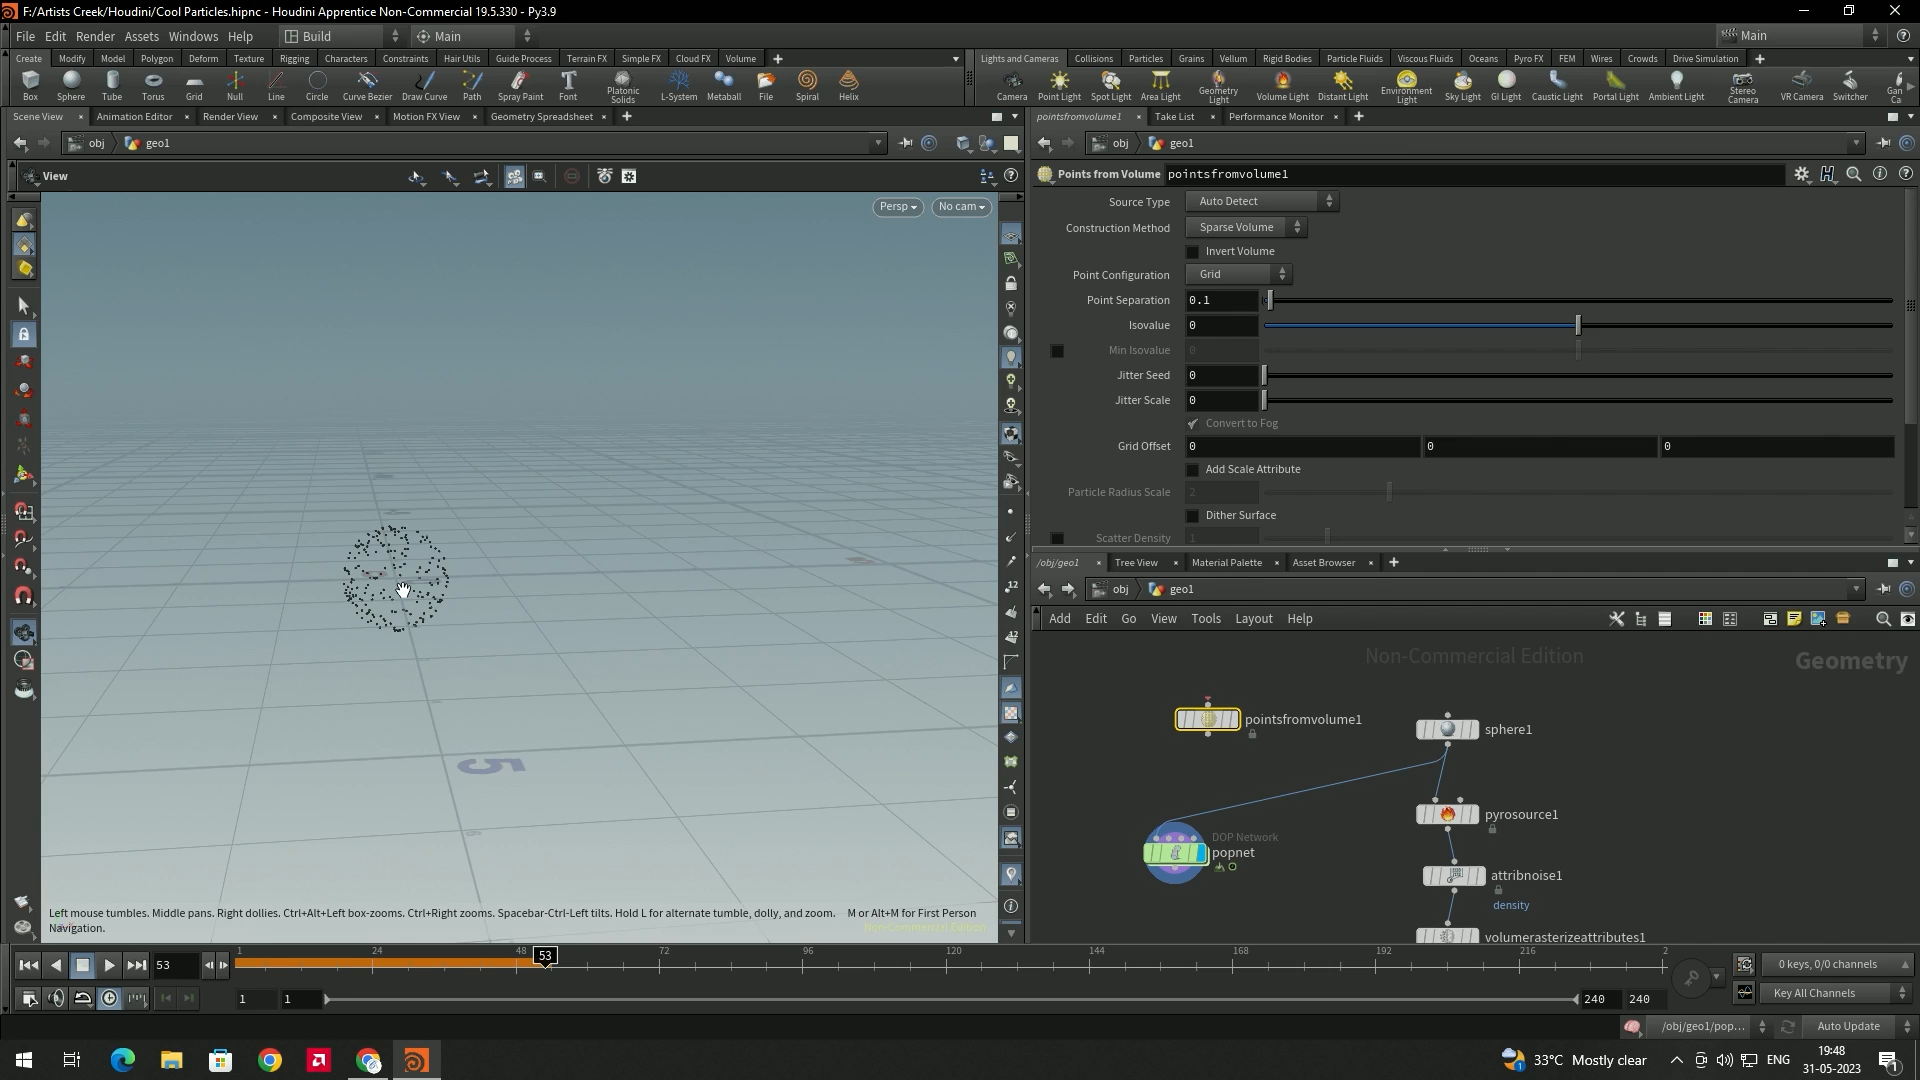 F:/Artists Creek/Houdini/Cool Particles.hipnc - Houdini Apprentice Non-Commercial 19.5.330 - Py3.9
File Edit Render Assets Windows Help Build Main Main
Create Modify Model Polygon Deform Texture Rigging Characters Constraints Hair Utils Guide Process Terrain FX Simple FX Cloud FX Volume
Lights and Cameras Collisions Particles Grains Vellum Rigid Bodies Particle Fluids Viscous Fluids Oceans Pyro FX FEM Wires Crowds Drive Simulation
Box Sphere Tube Torus Grid Null Line Circle Curve Bezier Draw Curve Path Spray Paint Font Platonic Solids L-System Metaball File Spiral Helix
Camera Point Light Spot Light Area Light Geometry Light Volume Light Distant Light Environment Light Sky Light GI Light Caustic Light Portal Light Ambient Light Stereo Camera VR Camera Switcher Gan Ca
Scene View Animation Editor Render View Composite View Motion FX View Geometry Spreadsheet
pointsfromvolume1 Take List Performance Monitor
obj geo1
obj geo1
View
Persp No cam
Points from Volume pointsfromvolume1
Source Type Auto Detect
Construction Method Sparse Volume
Invert Volume
Point Configuration Grid
Point Separation 0.1
Isovalue 0
Min Isovalue 0
Jitter Seed 0
Jitter Scale 0
Convert to Fog
Grid Offset 0 0 0
Add Scale Attribute
Particle Radius Scale 2
Dither Surface
Scatter Density 1
/obj/geo1 Tree View Material Palette Asset Browser
obj geo1
Add Edit Go View Tools Layout Help
Non-Commercial Edition Geometry
pointsfromvolume1
sphere1
pyrosource1
DOP Network
popnet
attribnoise1
density
volumerasterizeattributes1
5
12
12
Left mouse tumbles. Middle pans. Right dollies. Ctrl+Alt+Left box-zooms. Ctrl+Right zooms. Spacebar-Ctrl-Left tilts. Hold L for alternate tumble, dolly, and zoom. M or Alt+M for First Person
Navigation.
Non-Commercial Edition
1 24 48 72 96 120 144 168 192 216 2
53 53
0 keys, 0/0 channels
1 1 240 240
Key All Channels
/obj/geo1/pop... Auto Update
33°C Mostly clear ENG
19:48
31-05-2023
1